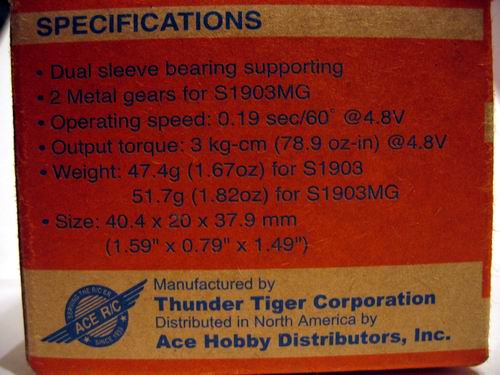 SPECIFICATIONS
• Dual sleeve bearing supporting
• 2 Metal gears for S1903MG
• Operating speed: 0.19 sec/60° @4.8V
• Output torque: 3 kg-cm (78.9 oz-in) @4.8V
• Weight: 47.4g (1.67oz) for S1903
51.7g (1.82oz) for S1903MG
• Size: 40.4 x 20 x 37.9 mm
(1.59" x 0.79" x 1.49")
ACE R/C
Manufactured by
Thunder Tiger Corporation
Distributed in North America by
Ace Hobby Distributors, Inc.